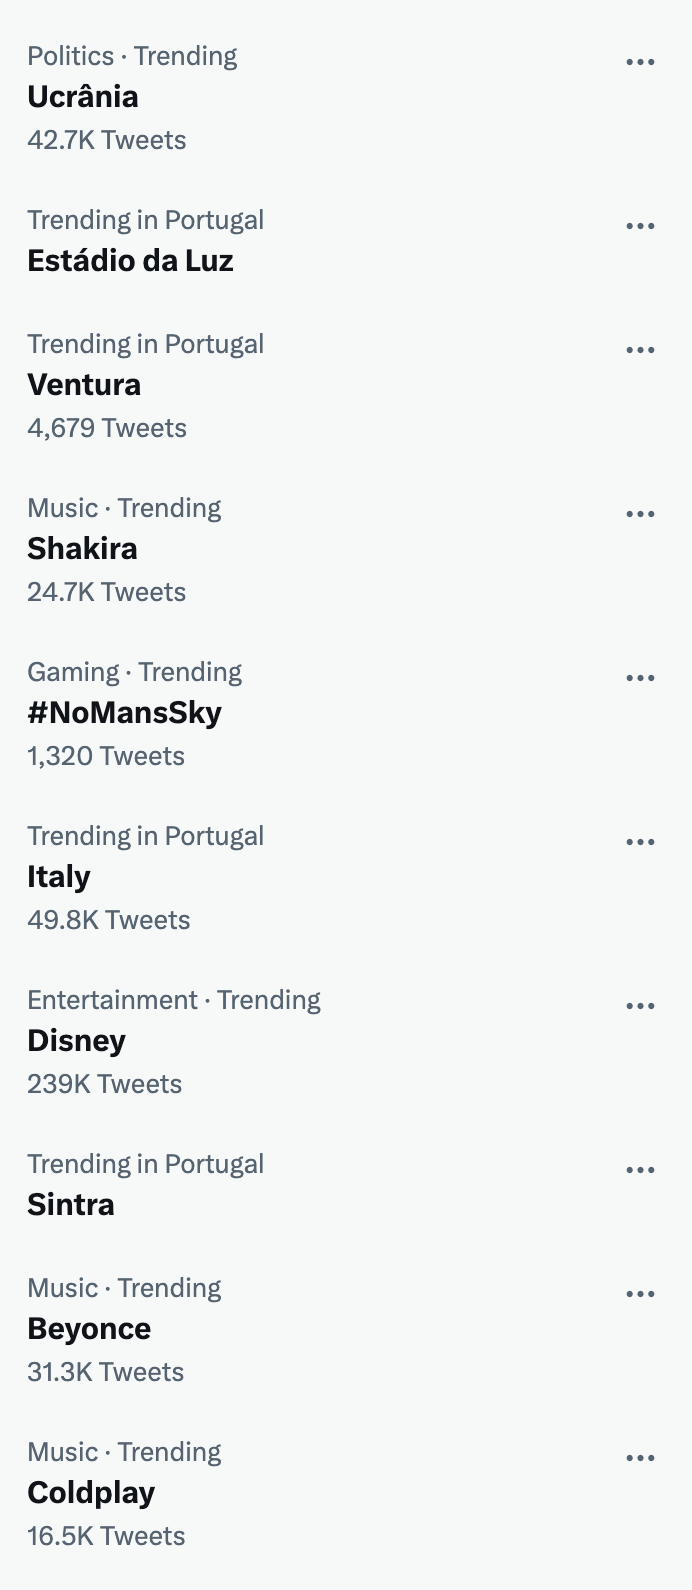 Politics · Trending
Ucrânia
42.7K Tweets
Trending in Portugal
Estádio da Luz
Trending in Portugal
Ventura
4,679 Tweets
Music · Trending
Shakira
24.7K Tweets
Gaming · Trending
#NoMansSky
1,320 Tweets
Trending in Portugal
Italy
49.8K Tweets
Entertainment · Trending
Disney
239K Tweets
Trending in Portugal
Sintra
Music · Trending
Beyonce
31.3K Tweets
Music · Trending
Coldplay
16.5K Tweets